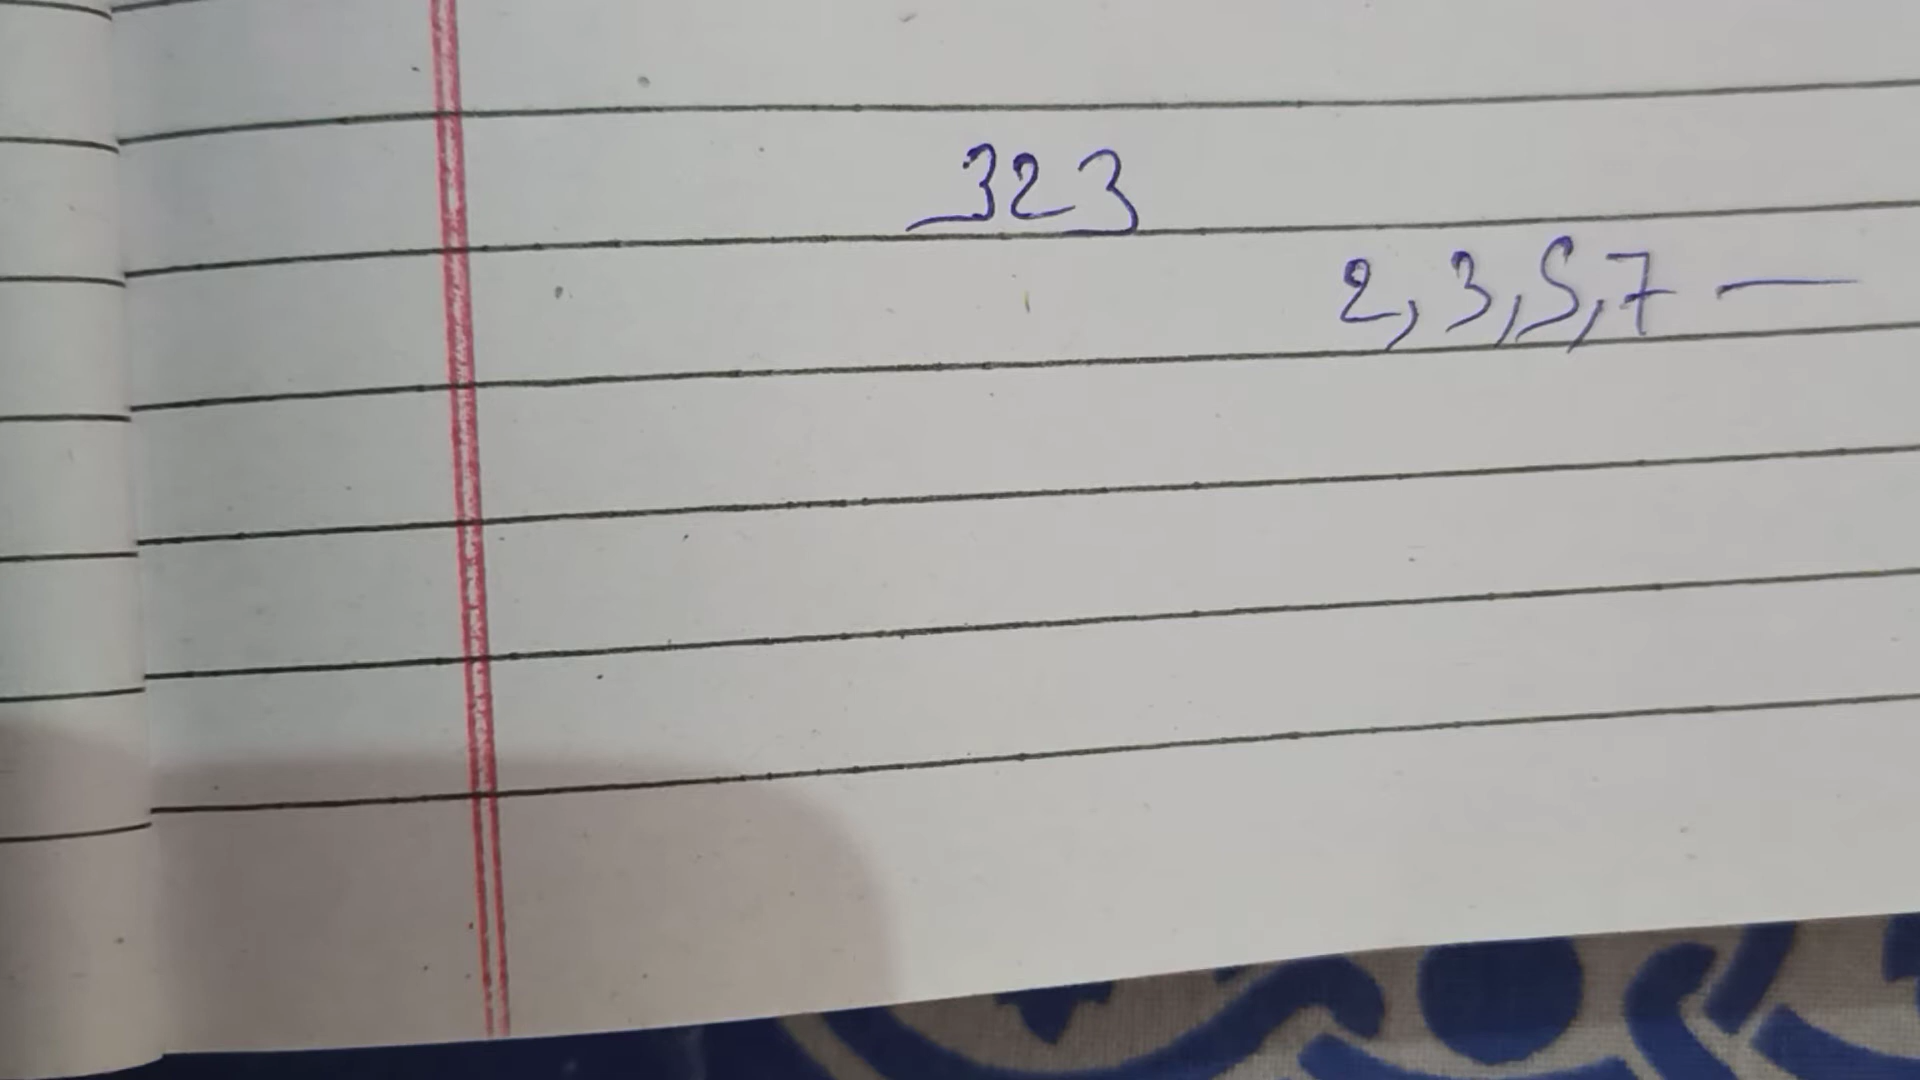 323
2, 3, 5, 7 —